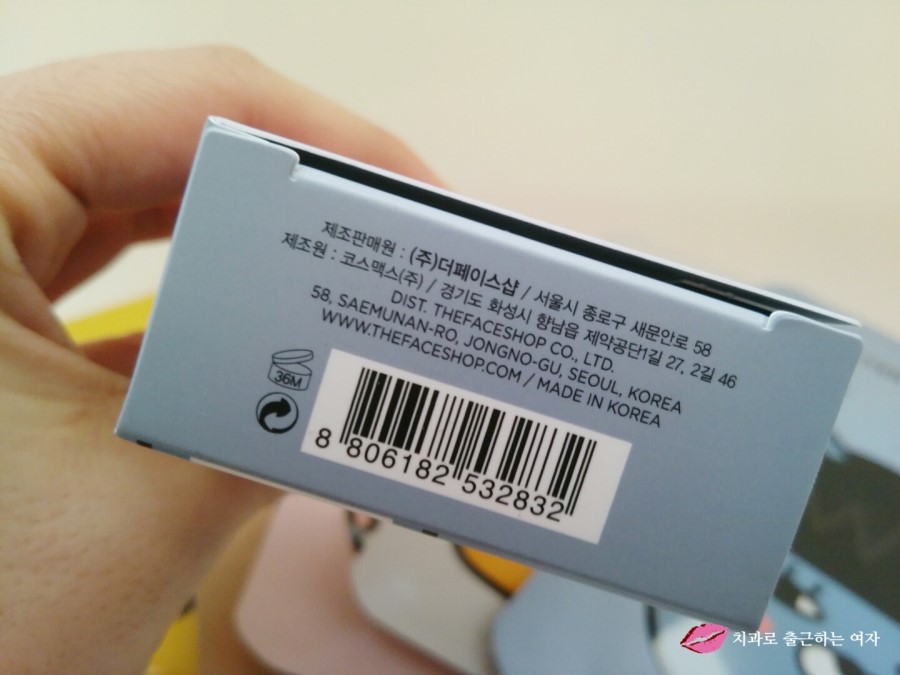 제조판매원 : (주)더페이스샵 / 서울시 종로구 새문안로 58
제조원 : 코스맥스(주) / 경기도 화성시 향남읍 제약공단1길 27, 2길 46
DIST. THEFACESHOP CO., LTD.
58, SAEMUNAN-RO, JONGNO-GU, SEOUL, KOREA
WWW.THEFACESHOP.COM / MADE IN KOREA
36M
8 806182 532832
치과로 출근하는 여자